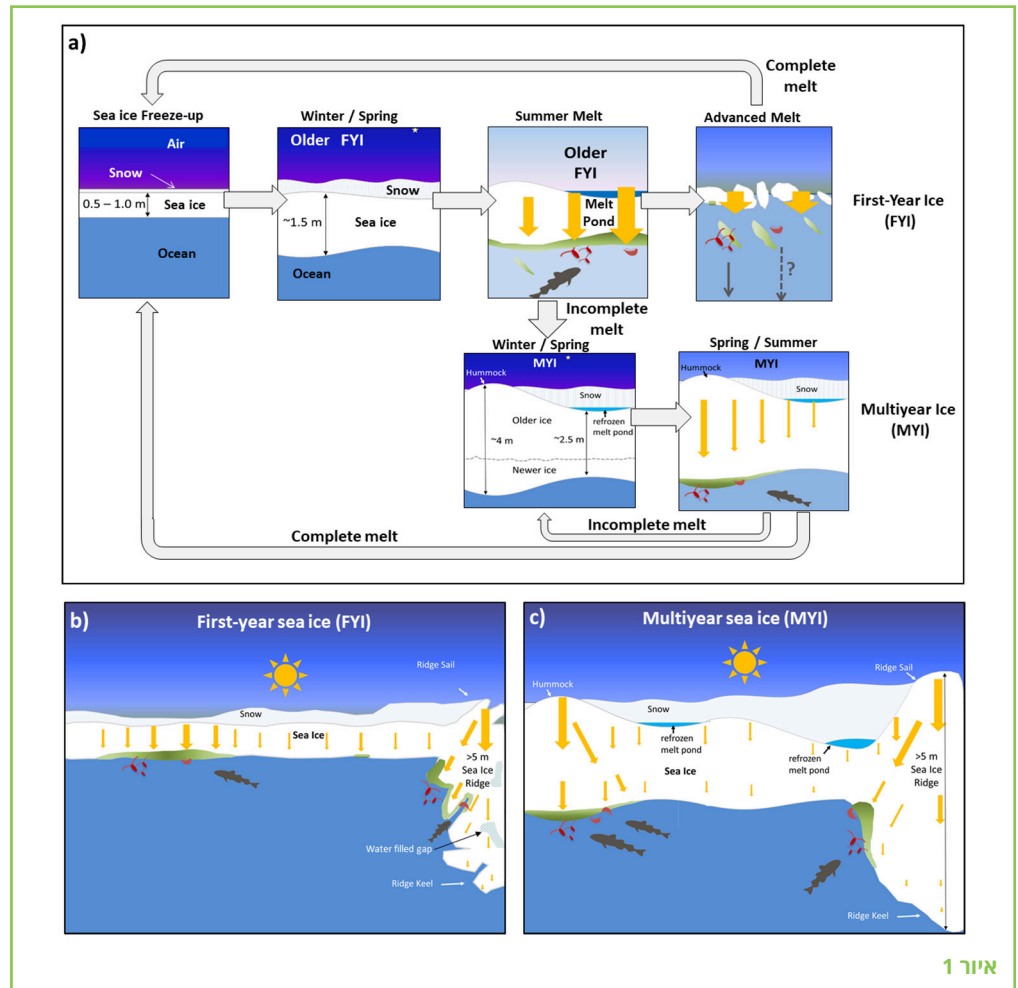 a)
Complete
melt
Sea ice Freeze-up
Winter / Spring
Summer Melt
Advanced Melt
Air
Snow
0.5 – 1.0 m
Sea ice
Ocean
Older FYI
*
Snow
~1.5 m
Sea ice
Ocean
Older
FYI
Melt
Pond
?
First-Year Ice
(FYI)
Incomplete
melt
Winter / Spring
Spring / Summer
MYI
*
Hummock
Snow
Older ice
refrozen
melt pond
~4 m
~2.5 m
Newer ice
MYI
Hummock
Snow
Multiyear Ice
(MYI)
Incomplete melt
Complete melt
b)
First-year sea ice (FYI)
Ridge Sail
Snow
Sea Ice
>5 m
Sea Ice
Ridge
Water filled gap
Ridge Keel
c)
Multiyear sea ice (MYI)
Ridge Sail
Hummock
Snow
refrozen
melt pond
refrozen
melt pond
Sea Ice
>5 m
Sea Ice
Ridge
Ridge Keel
איור 1